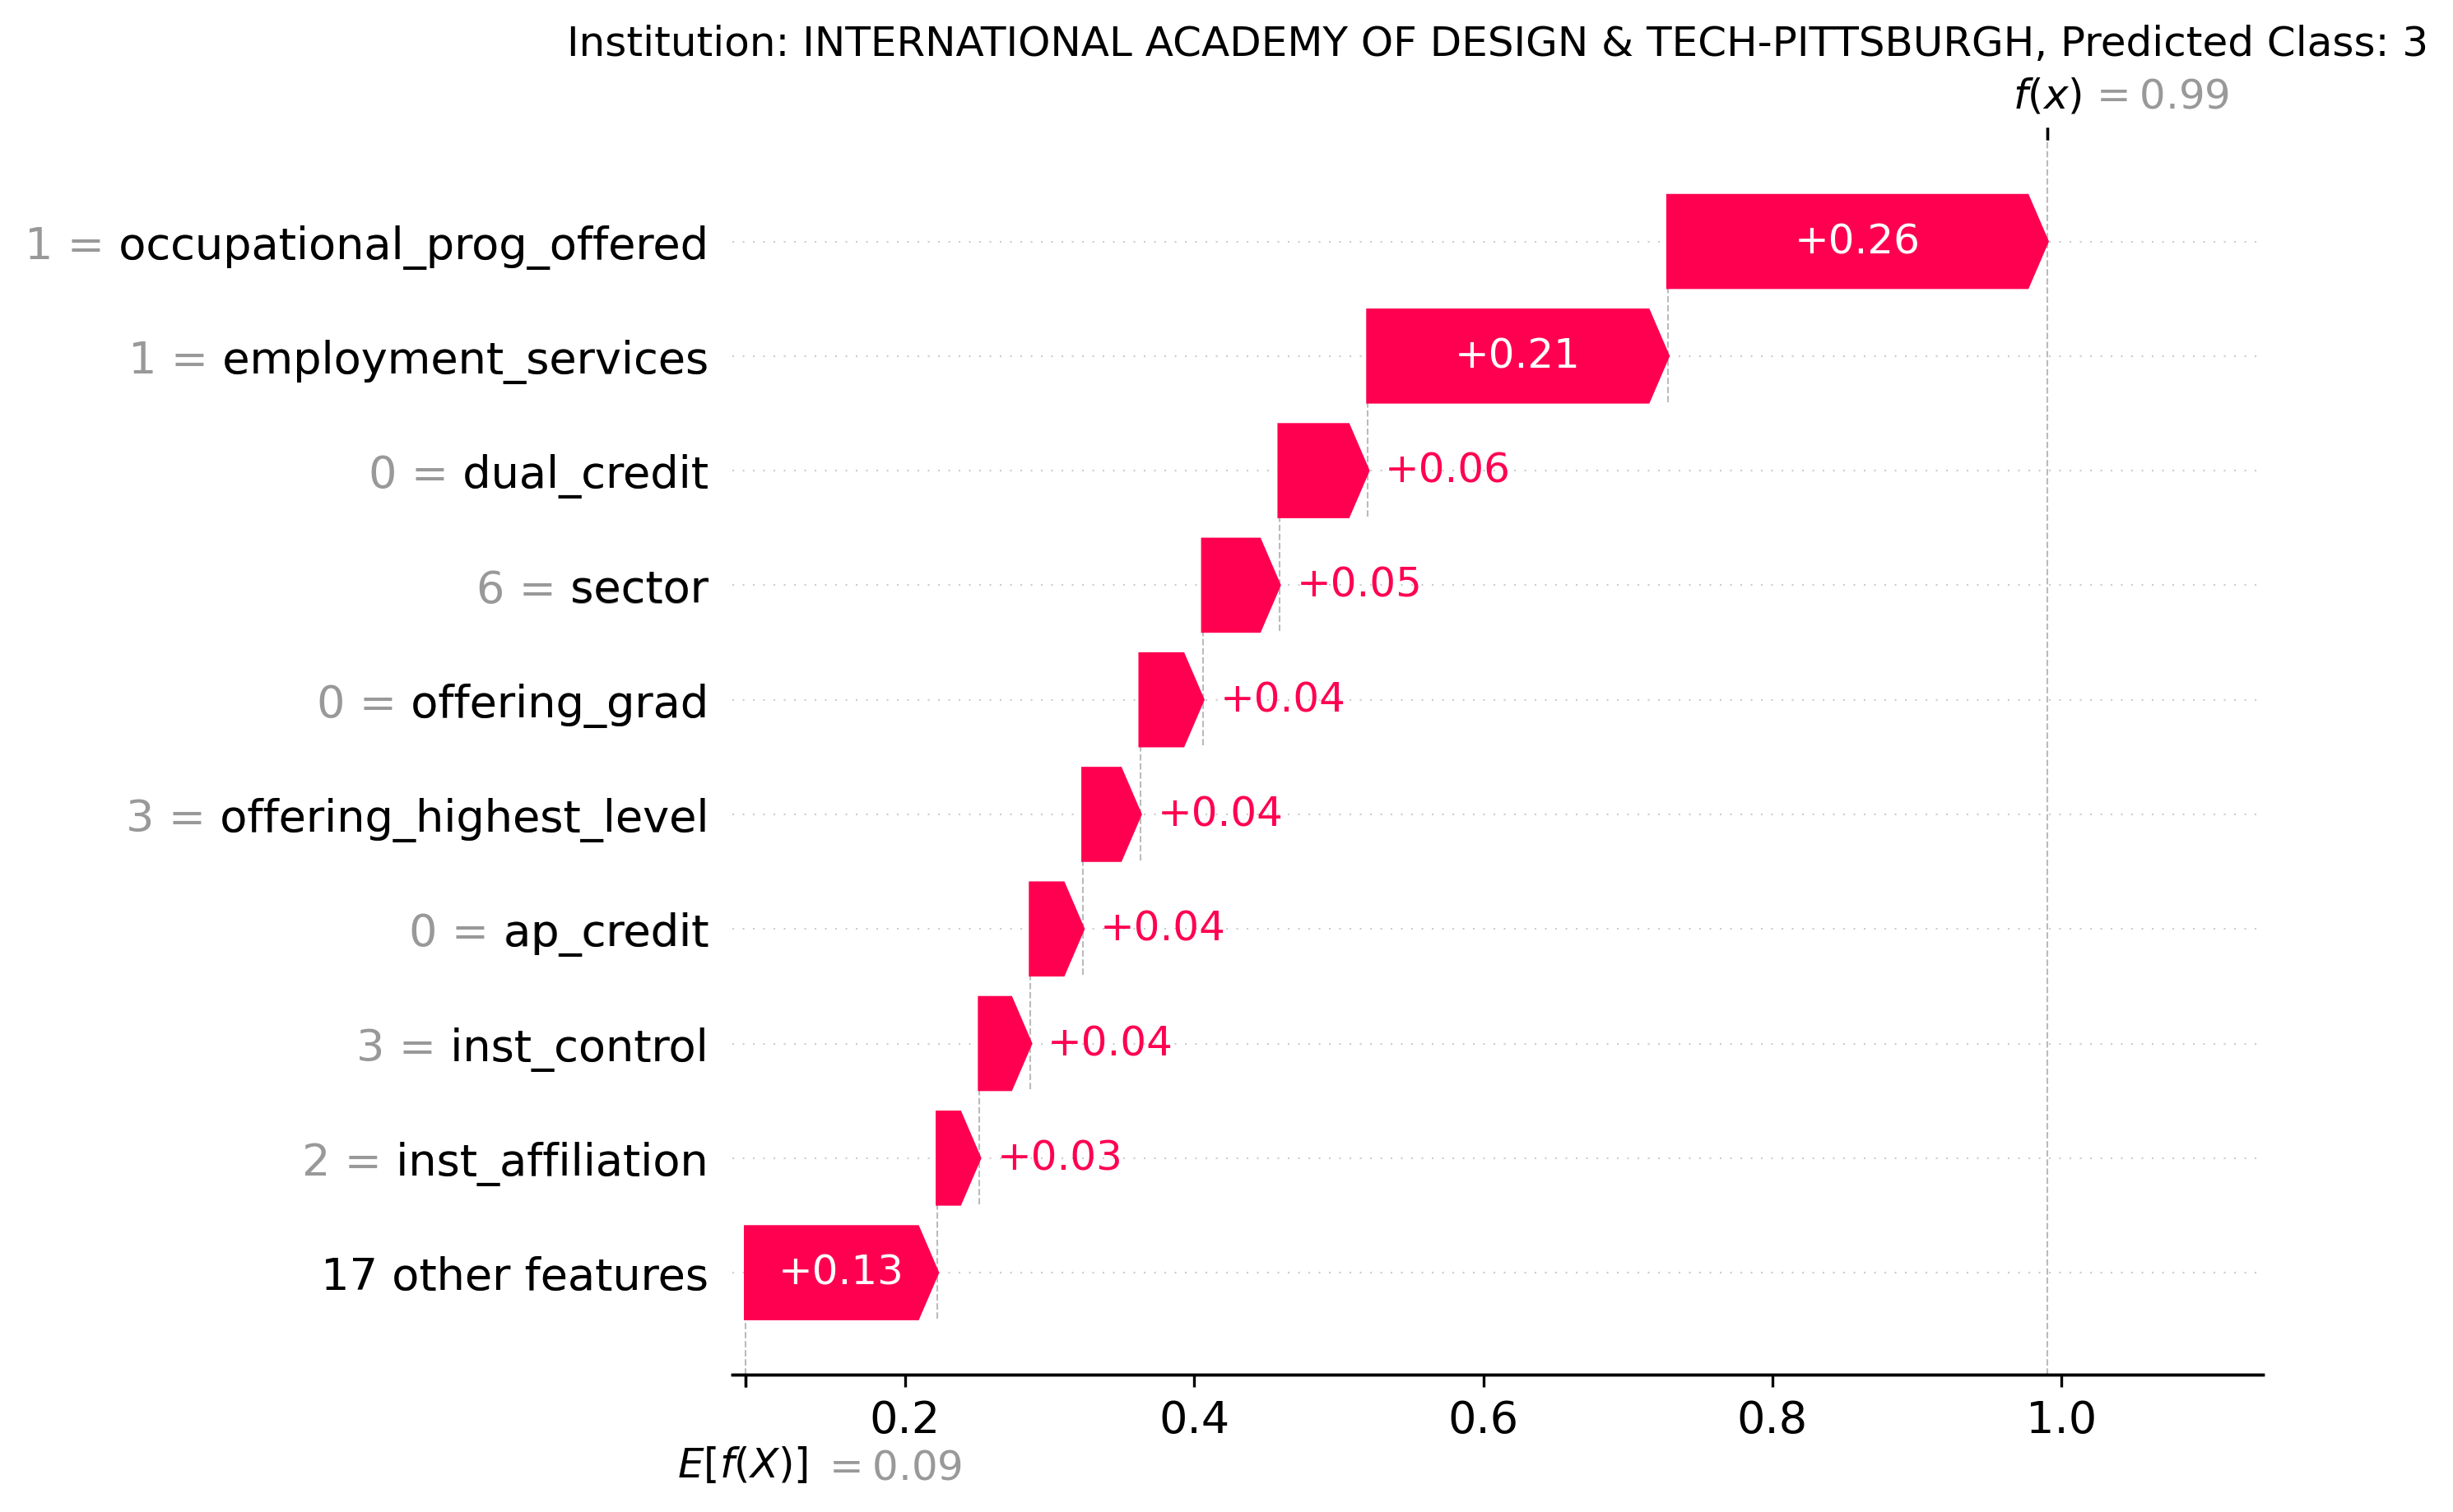 Institution: INTERNATIONAL ACADEMY OF DESIGN & TECH-PITTSBURGH, Predicted Class: 3
f(x) = 0.99
1 = occupational_prog_offered +0.26
1 = employment_services +0.21
0 = dual_credit +0.06
6 = sector +0.05
0 = offering_grad +0.04
3 = offering_highest_level +0.04
0 = ap_credit +0.04
3 = inst_control +0.04
2 = inst_affiliation +0.03
17 other features +0.13
0.2 0.4 0.6 0.8 1.0
E[f(X)] = 0.09